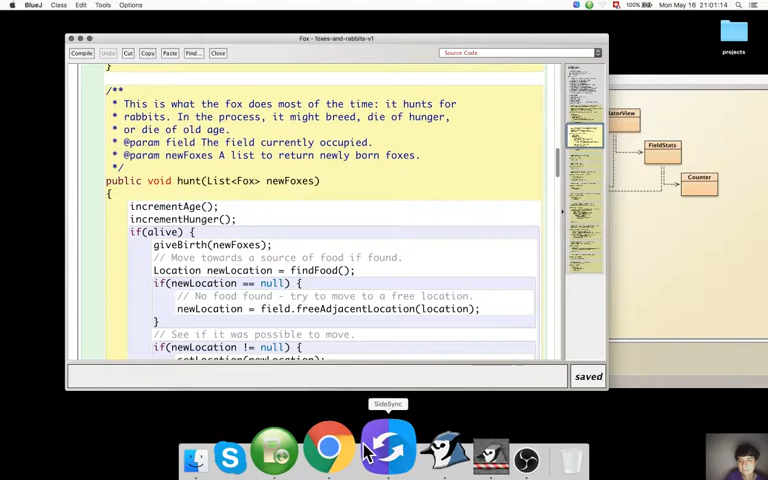 BlueJ Class Edit Tools Options
100% Mon May 16 21:01:14
Fox - foxes-and-rabbits-v1
Compile Undo Cut Copy Paste Find... Close
Source Code
projects
}
/**
* This is what the fox does most of the time: it hunts for
* rabbits. In the process, it might breed, die of hunger,
* or die of old age.
* @param field The field currently occupied.
* @param newFoxes A list to return newly born foxes.
*/
public void hunt(List<Fox> newFoxes)
{
incrementAge();
incrementHunger();
if(alive) {
giveBirth(newFoxes);
// Move towards a source of food if found.
Location newLocation = findFood();
if(newLocation == null) {
// No food found - try to move to a free location.
newLocation = field.freeAdjacentLocation(location);
}
// See if it was possible to move.
if(newLocation != null) {
setLocation(newLocation);
saved
latorView
FieldStats
Counter
SideSync